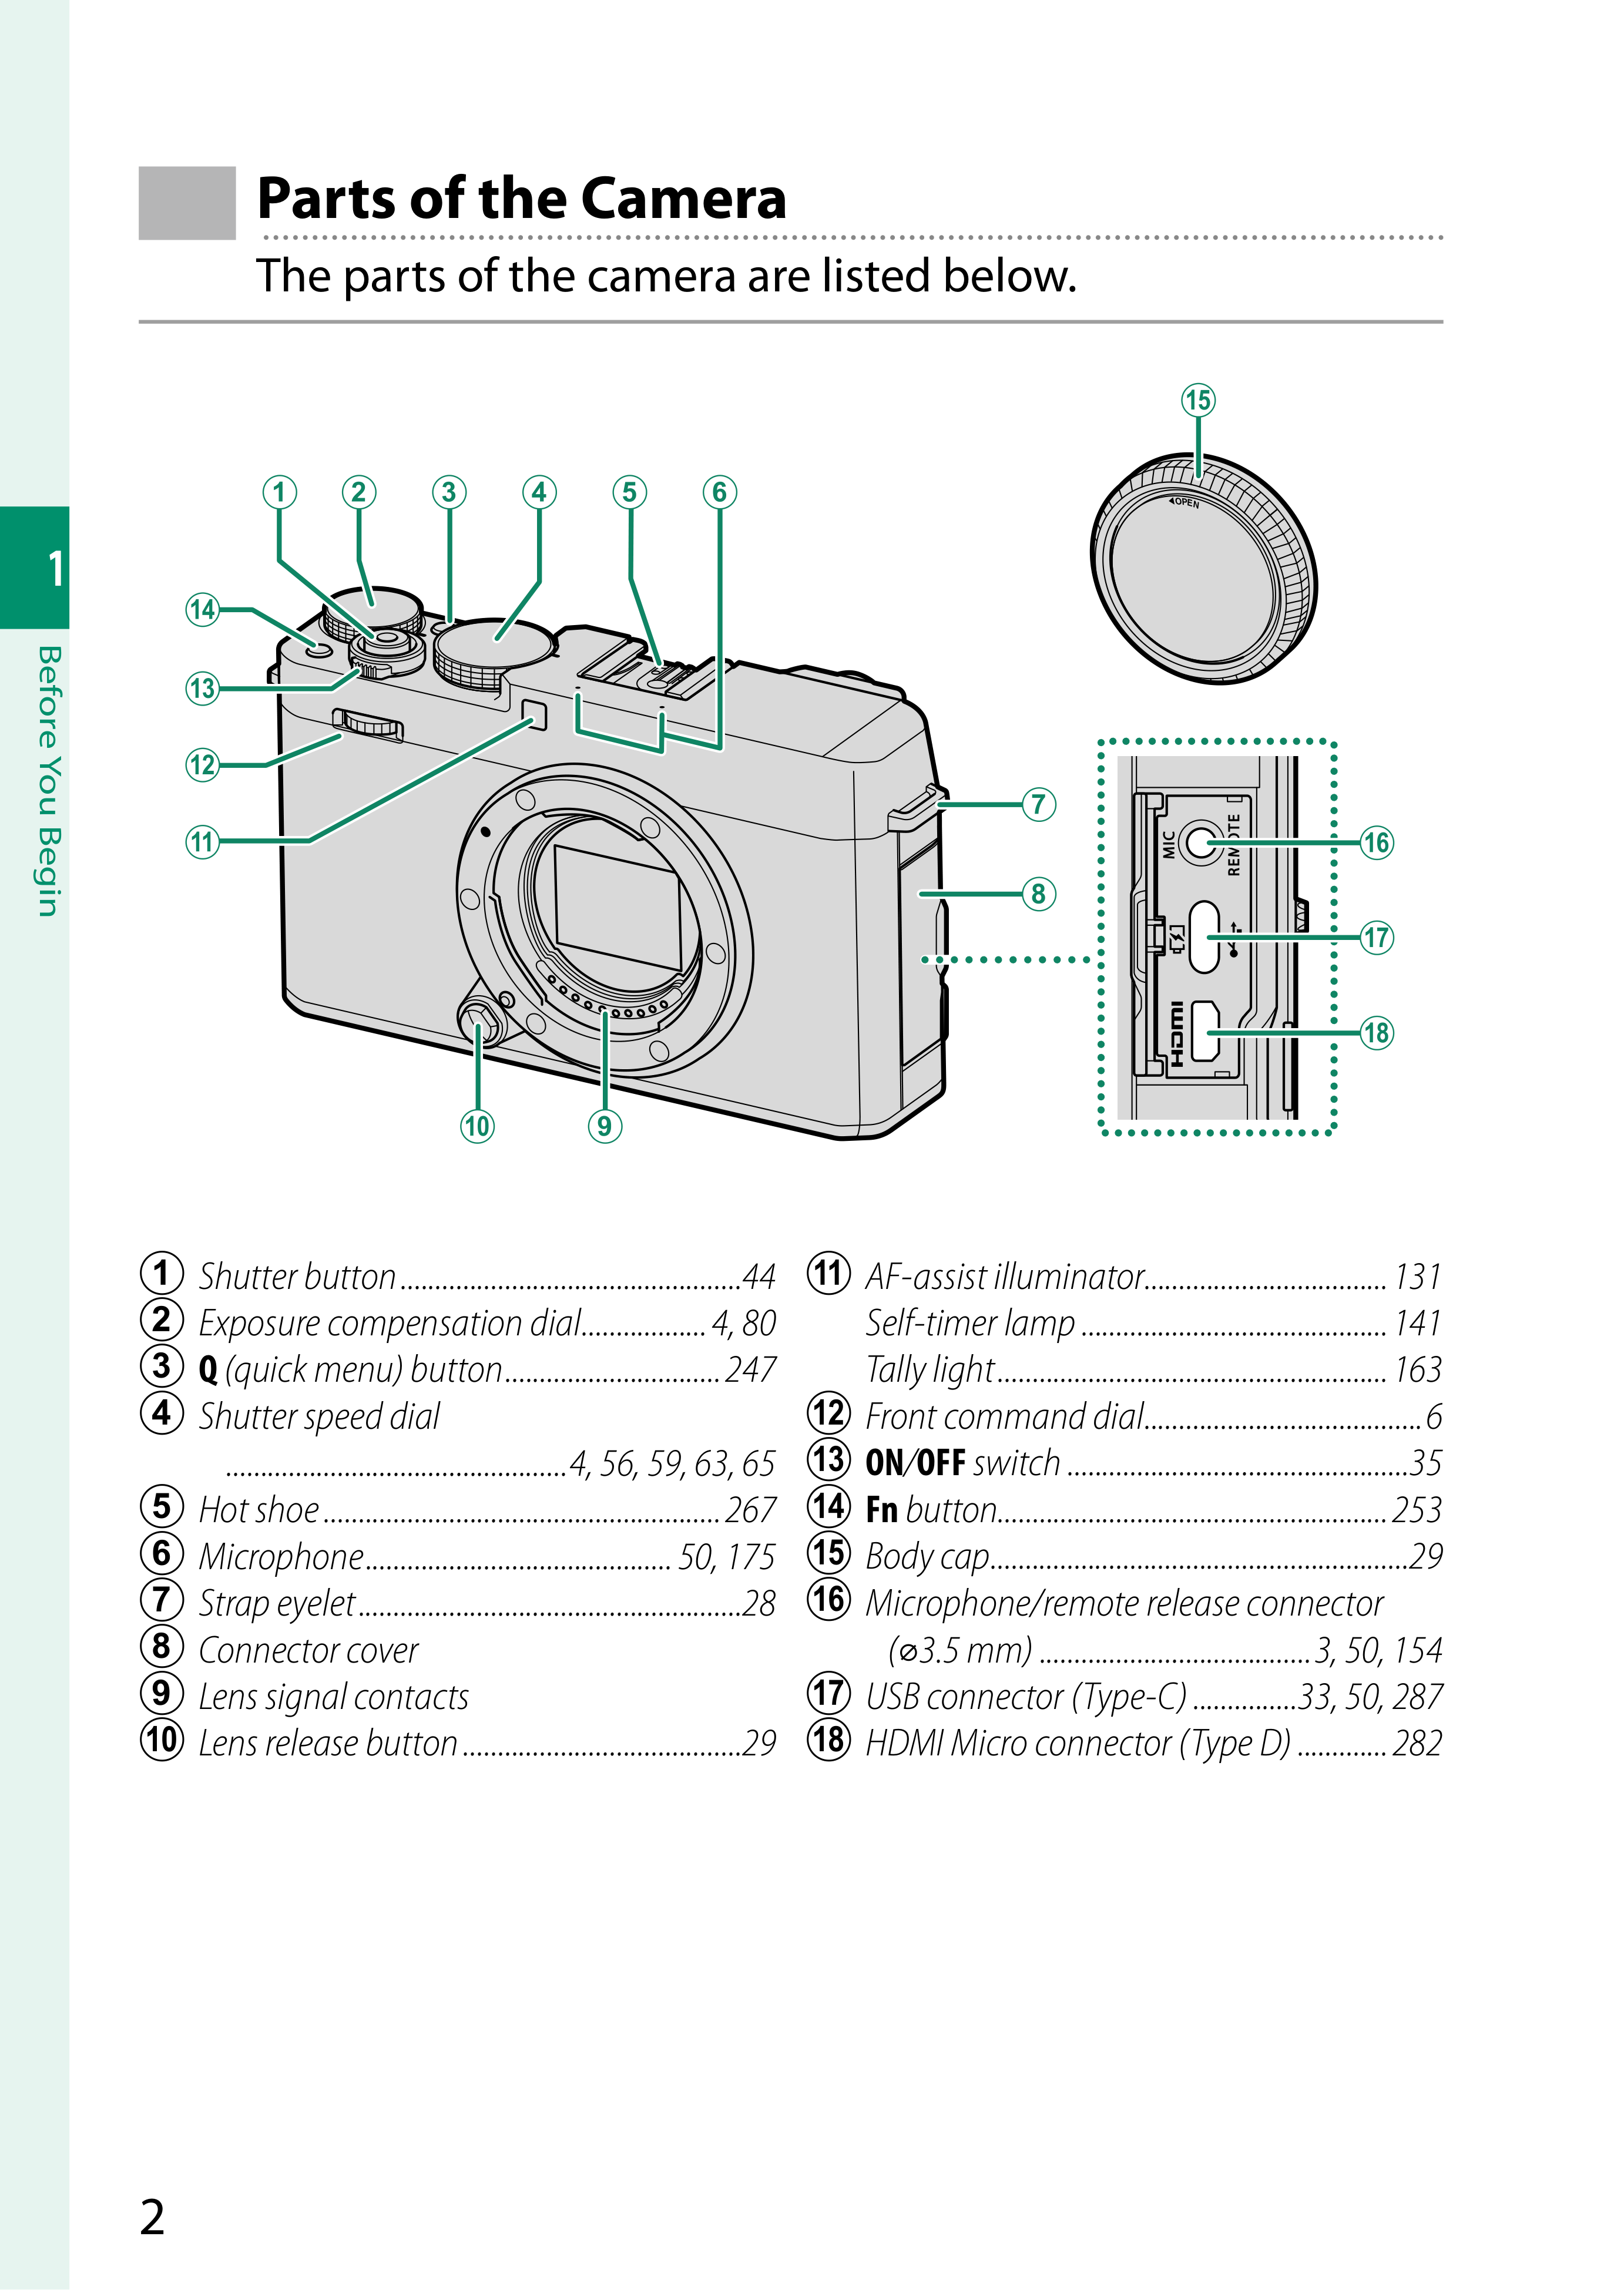 Parts of the Camera
The parts of the camera are listed below.
1
Before You Begin
15
◀OPEN
1 2 3 4 5 6
14
13
12
11
7
8
10 9
MIC
REMOTE
HDMI
16
17
18
① Shutter button.................................................44
② Exposure compensation dial.................. 4, 80
③ Q (quick menu) button............................... 247
④ Shutter speed dial
.................................................4, 56, 59, 63, 65
⑤ Hot shoe ......................................................... 267
⑥ Microphone............................................ 50, 175
⑦ Strap eyelet.......................................................28
⑧ Connector cover
⑨ Lens signal contacts
⑩ Lens release button ........................................29
⑪ AF-assist illuminator................................... 131
Self-timer lamp ............................................ 141
Tally light........................................................ 163
⑫ Front command dial........................................6
⑬ ON/OFF switch .................................................35
⑭ Fn button........................................................ 253
⑮ Body cap............................................................29
⑯ Microphone/remote release connector
(⌀3.5 mm) .......................................3, 50, 154
⑰ USB connector (Type-C) ...............33, 50, 287
⑱ HDMI Micro connector (Type D) ............. 282
2